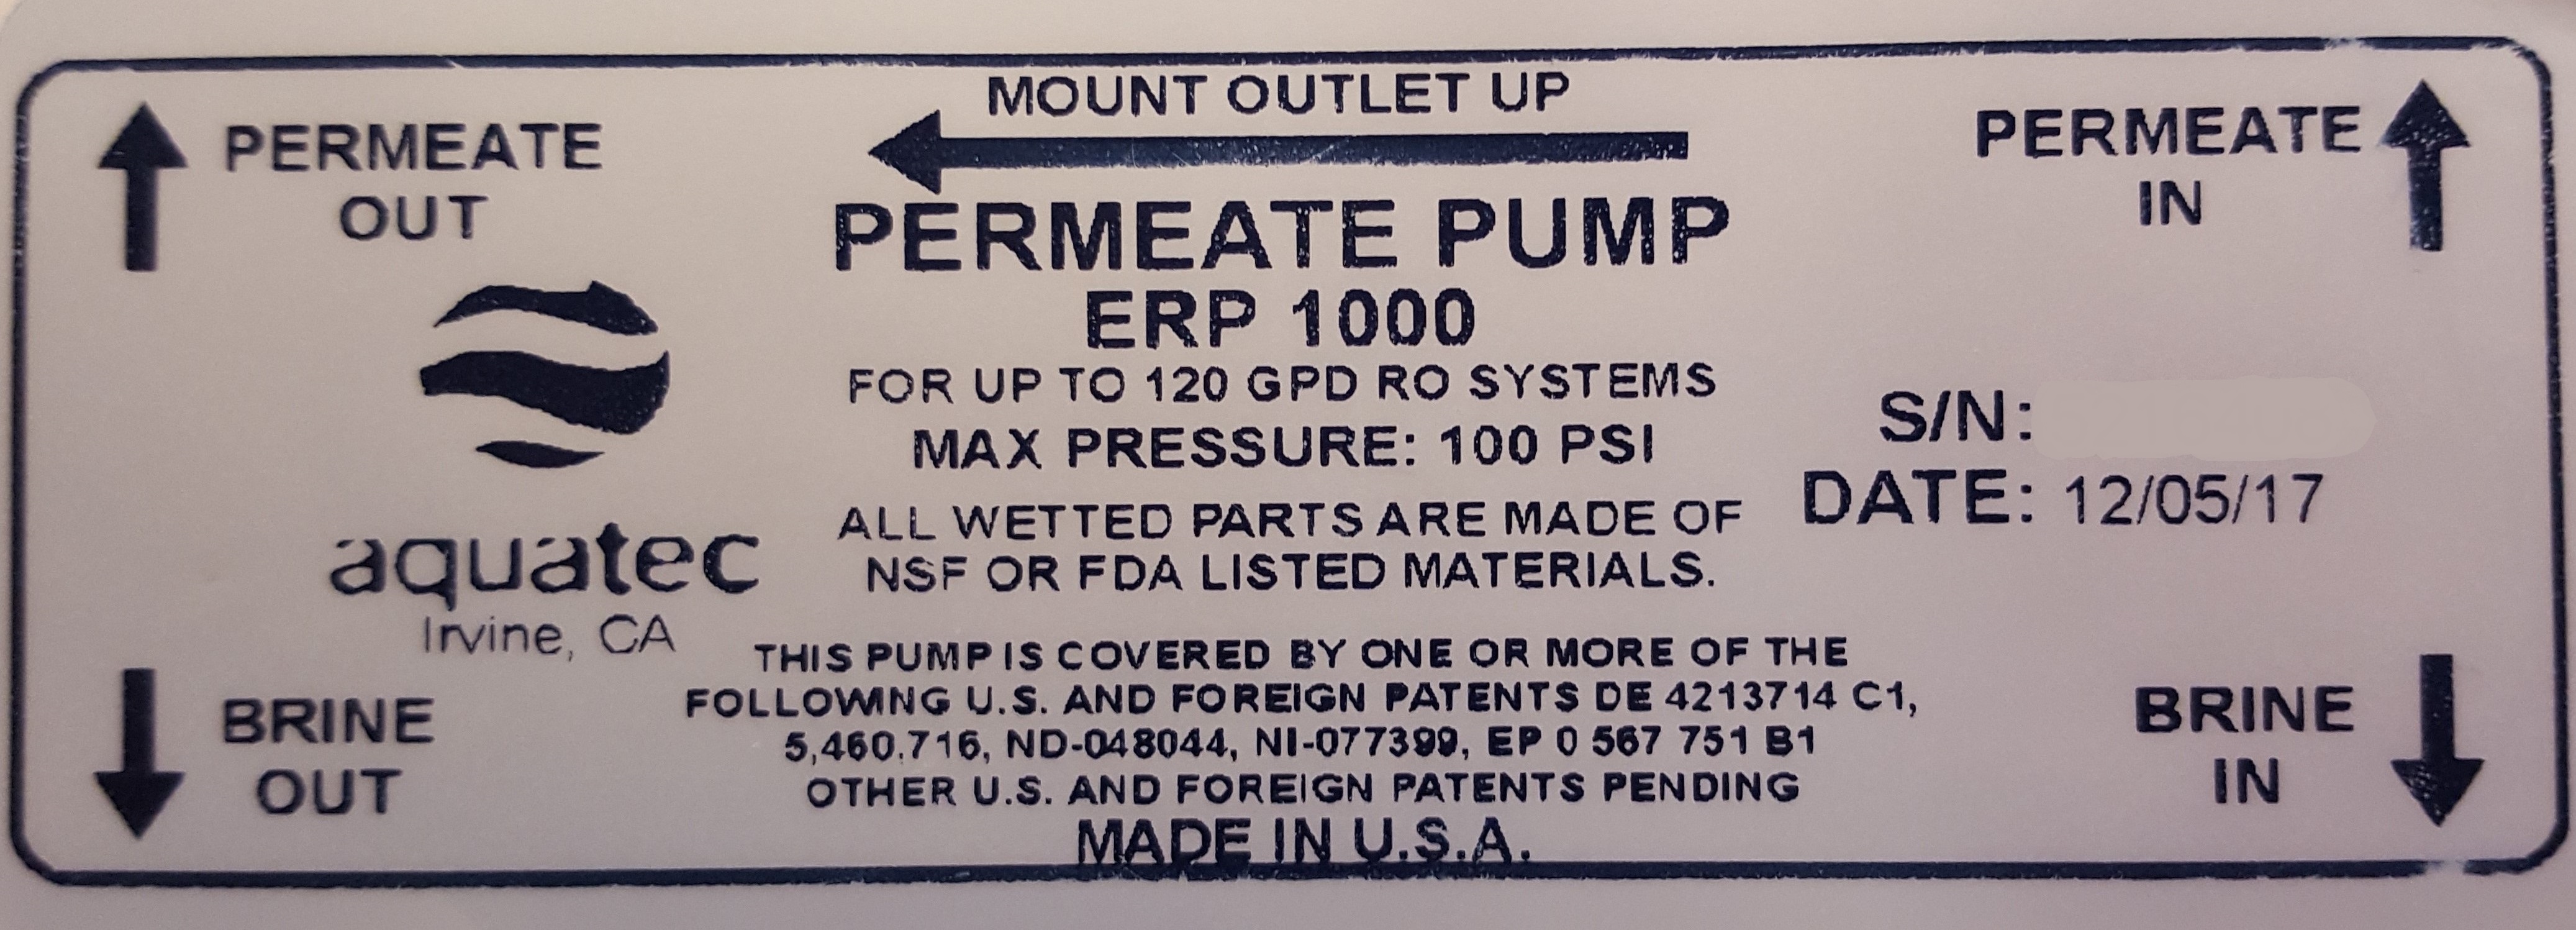 MOUNT OUTLET UP
PERMEATE
OUT
PERMEATE
IN
PERMEATE PUMP
ERP 1000
FOR UP TO 120 GPD RO SYSTEMS
MAX PRESSURE: 100 PSI
ALL WETTED PARTS ARE MADE OF
NSF OR FDA LISTED MATERIALS.
S/N:
DATE: 12/05/17
aquatec
Irvine, CA
THIS PUMP IS COVERED BY ONE OR MORE OF THE
FOLLOWING U.S. AND FOREIGN PATENTS DE 4213714 C1,
5,460,716, ND-048044, NI-077399, EP 0 567 751 B1
OTHER U.S. AND FOREIGN PATENTS PENDING
MADE IN U.S.A.
BRINE
OUT
BRINE
IN